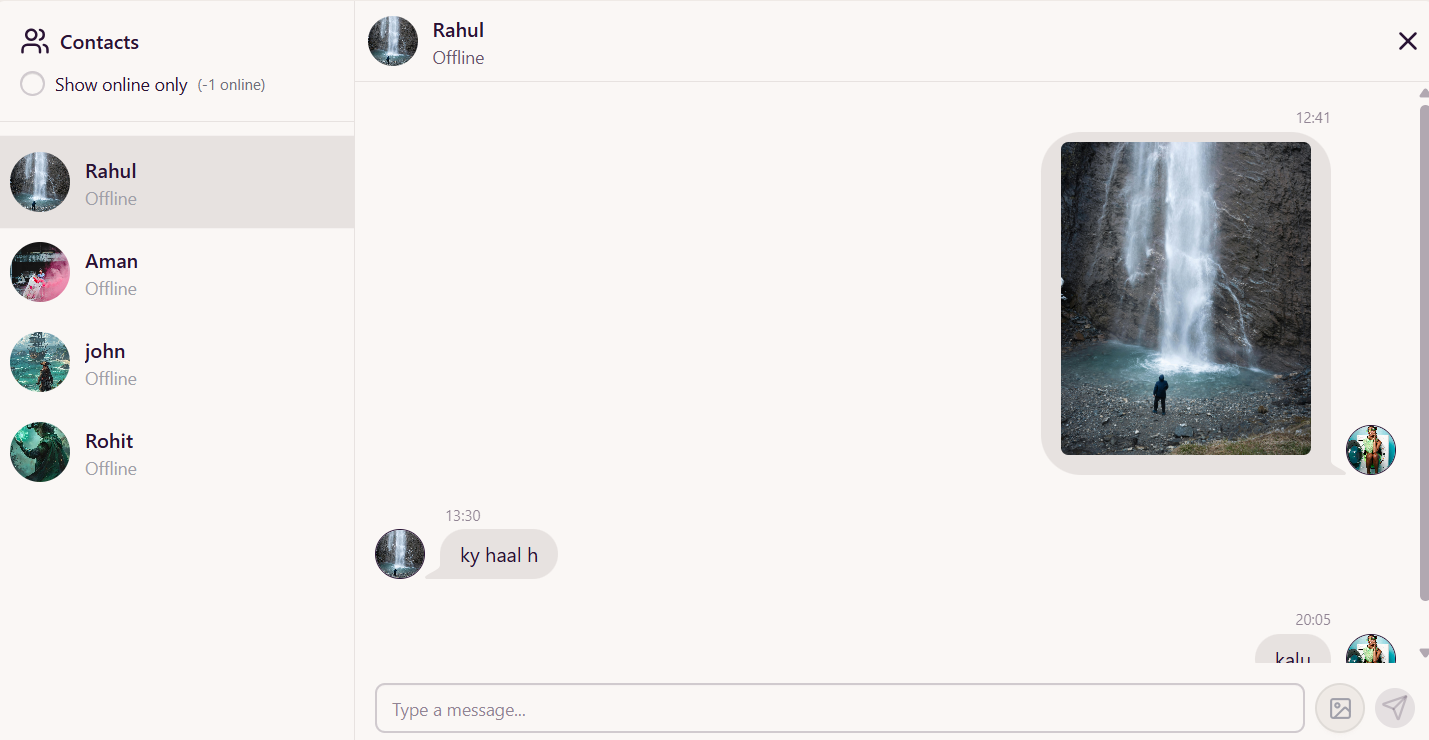 Contacts
Show online only (-1 online)
Rahul
Offline
Aman
Offline
john
Offline
Rohit
Offline
Rahul
Offline
12:41
13:30
ky haal h
20:05
kalu
Type a message...